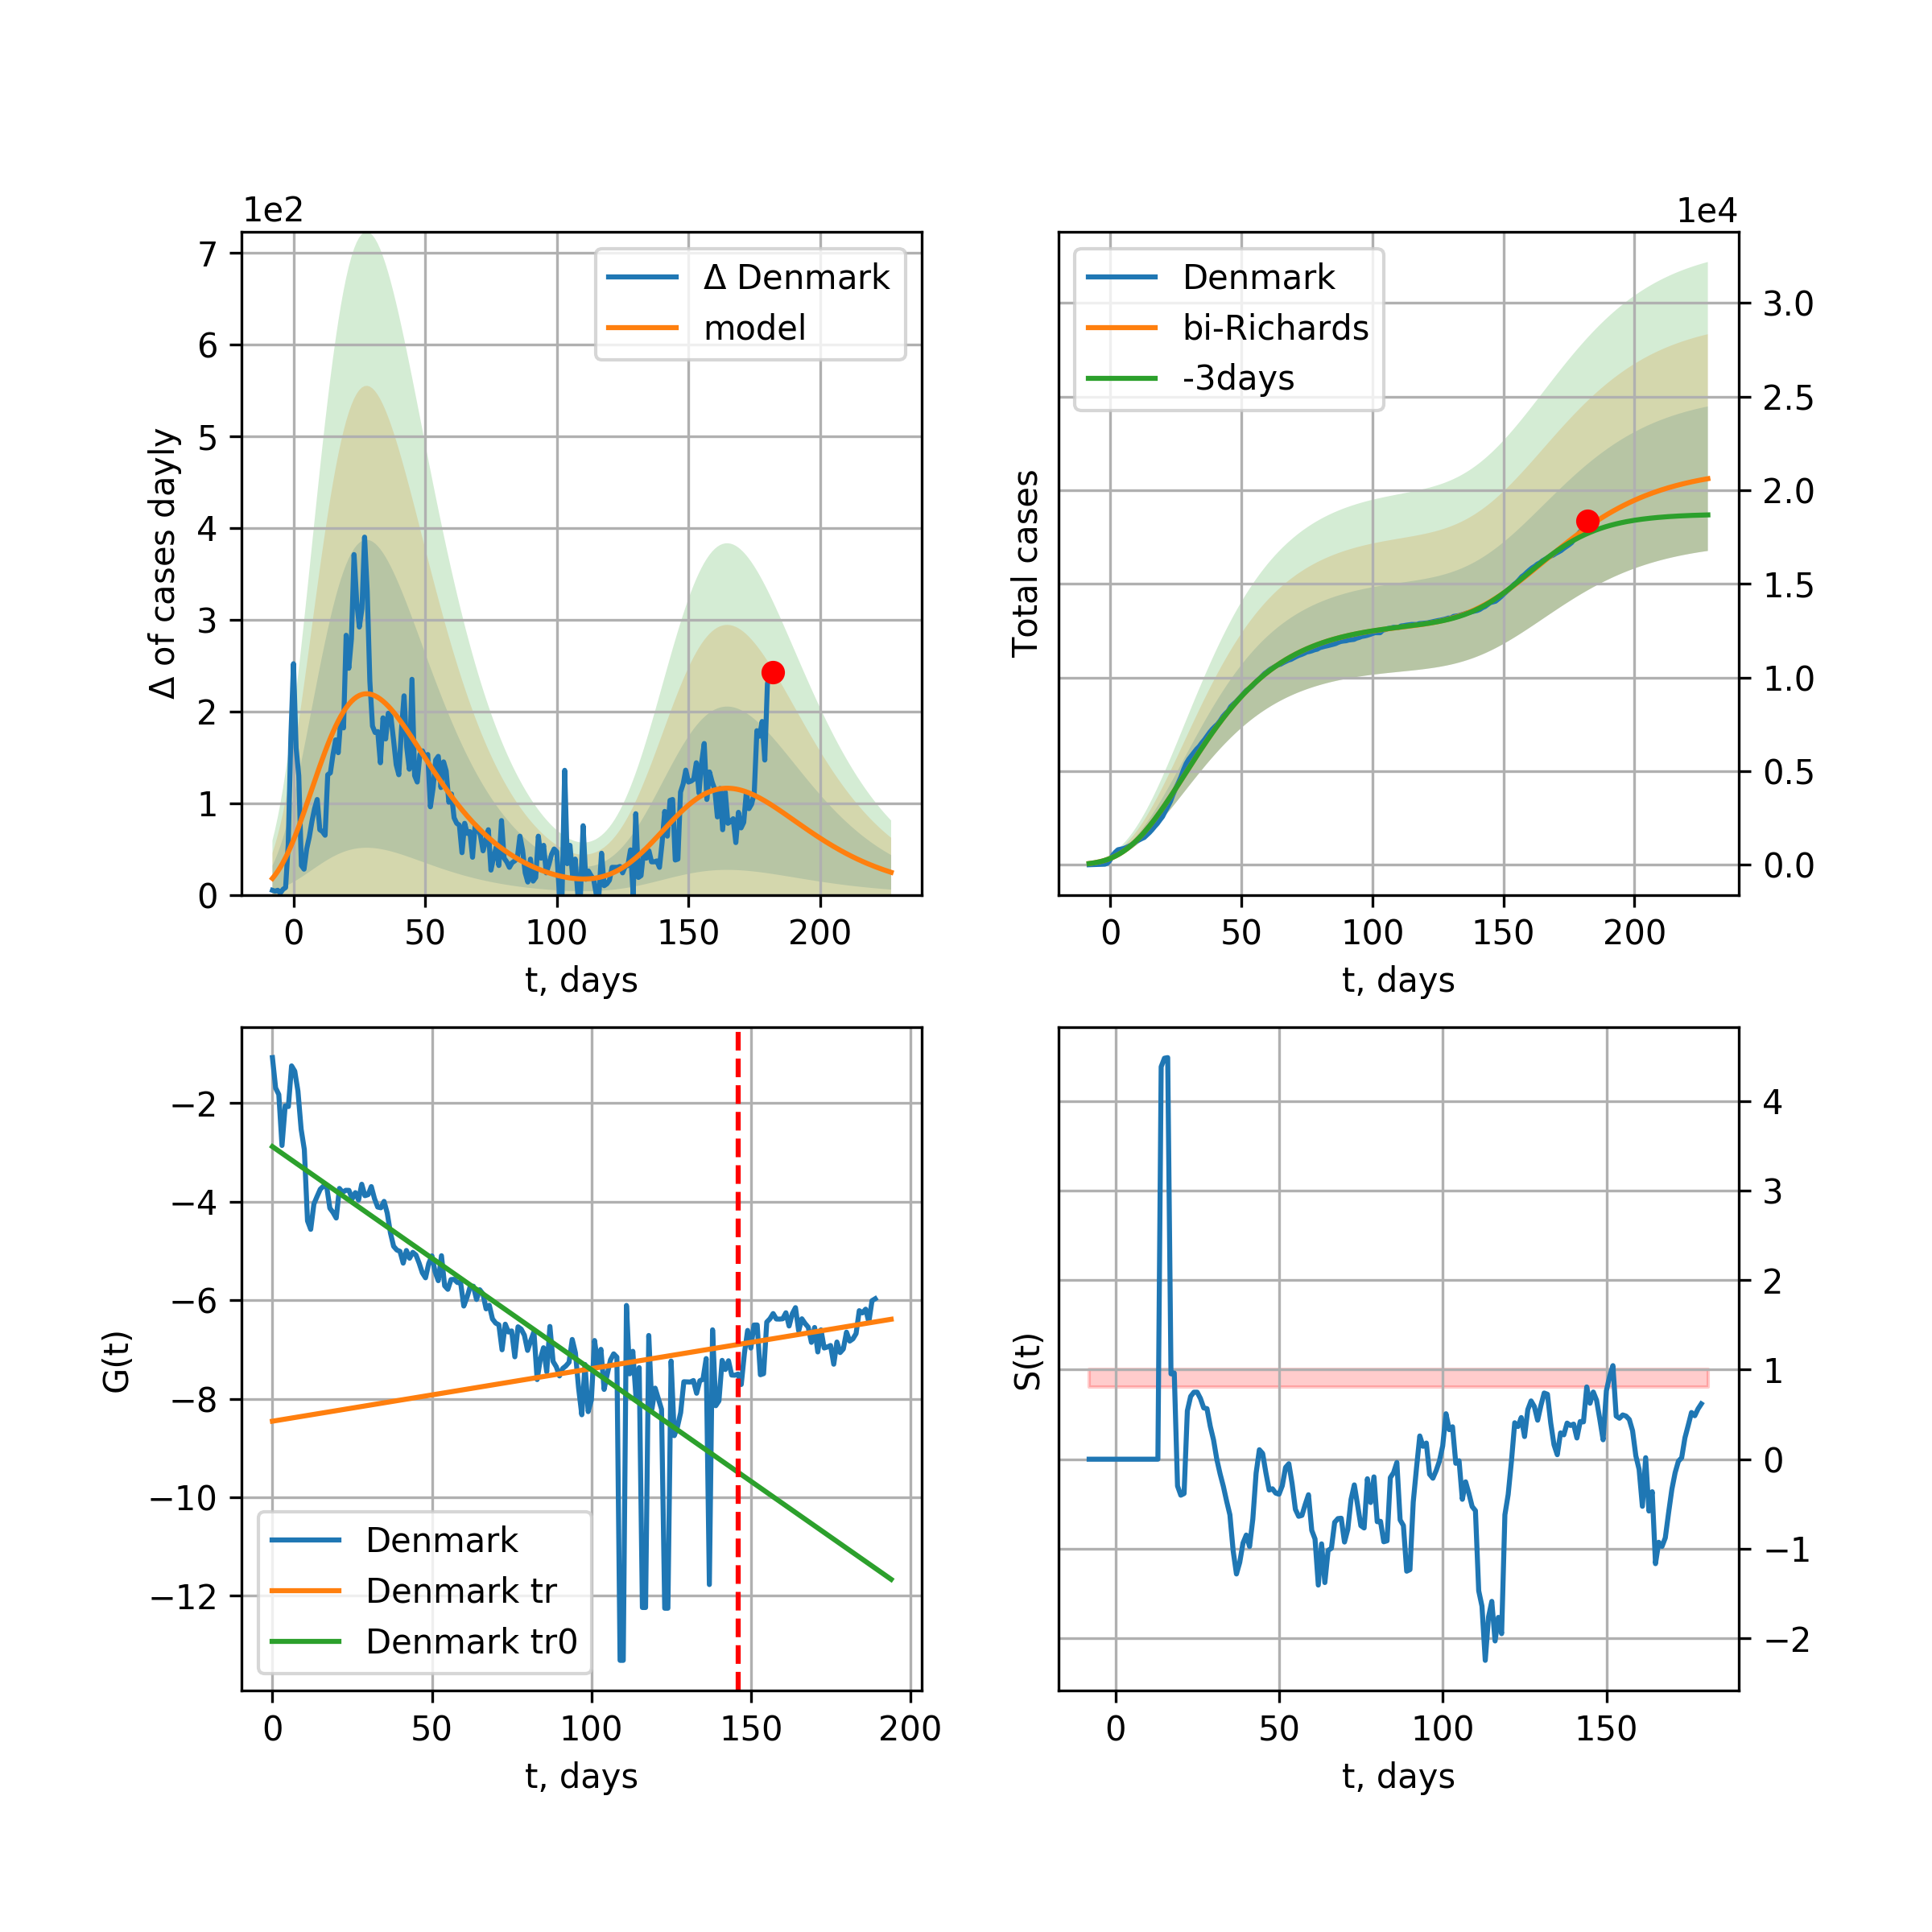 1e2
7
6
5
4
3
2
1
0
Δ of cases dayly
Δ Denmark
model
0 50 100 150 200
t, days
1e4
Total cases
Denmark
bi-Richards
-3days
3.0
2.5
2.0
1.5
1.0
0.5
0.0
0 50 100 150 200
t, days
−2
−4
−6
−8
−10
−12
G(t)
Denmark
Denmark tr
Denmark tr0
0 50 100 150 200
t, days
S(t)
4
3
2
1
0
−1
−2
0 50 100 150
t, days